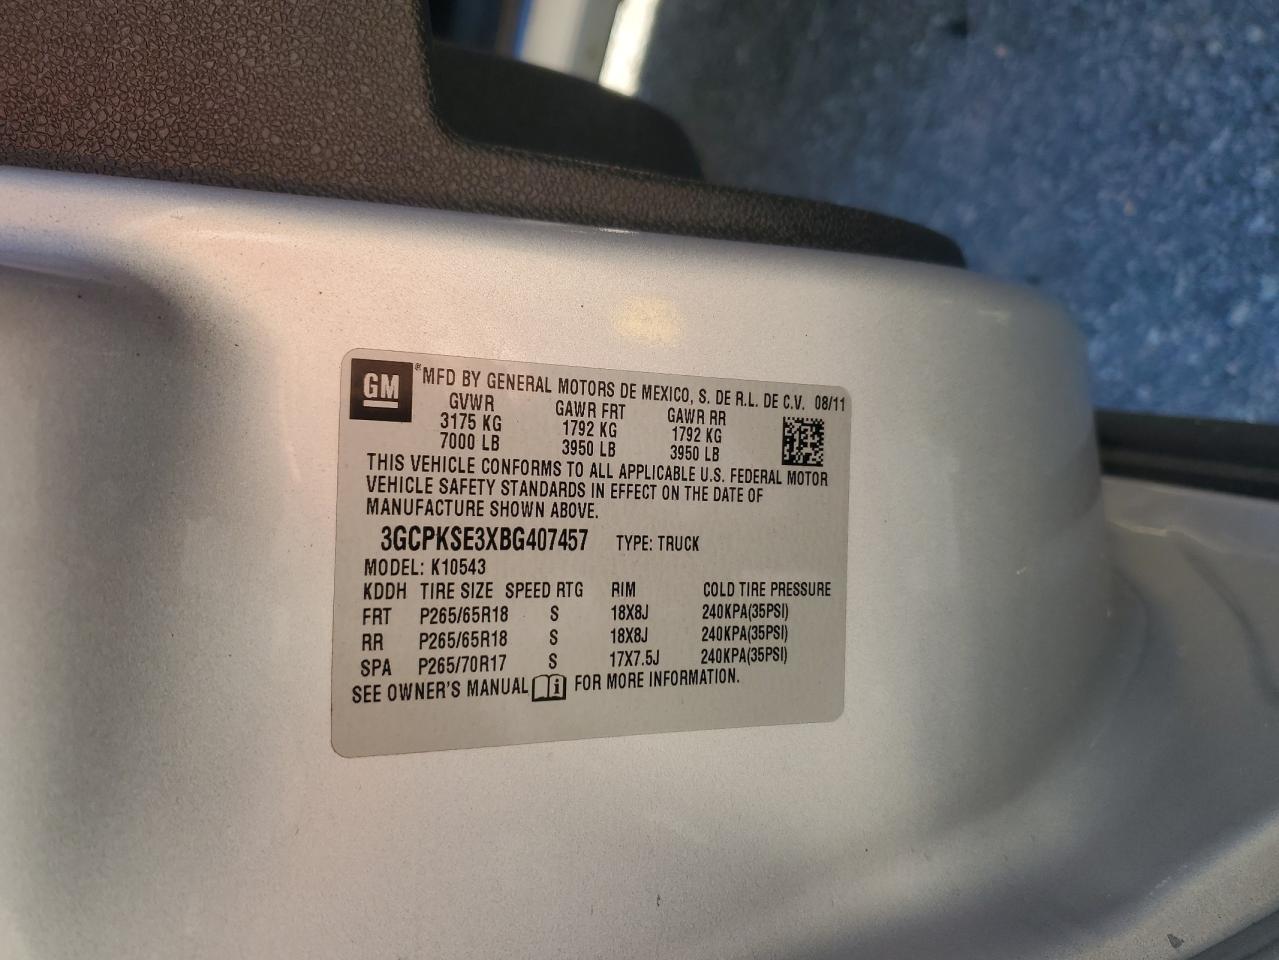 GM
® MFD BY GENERAL MOTORS DE MEXICO, S. DE R.L. DE C.V. 08/11
GVWR GAWR FRT GAWR RR
3175 KG 1792 KG 1792 KG
7000 LB 3950 LB 3950 LB
THIS VEHICLE CONFORMS TO ALL APPLICABLE U.S. FEDERAL MOTOR
VEHICLE SAFETY STANDARDS IN EFFECT ON THE DATE OF
MANUFACTURE SHOWN ABOVE.
3GCPKSE3XBG407457 TYPE: TRUCK
MODEL: K10543
KDDH TIRE SIZE SPEED RTG RIM COLD TIRE PRESSURE
FRT P265/65R18 S 18X8J 240KPA(35PSI)
RR P265/65R18 S 18X8J 240KPA(35PSI)
SPA P265/70R17 S 17X7.5J 240KPA(35PSI)
SEE OWNER'S MANUAL i FOR MORE INFORMATION.